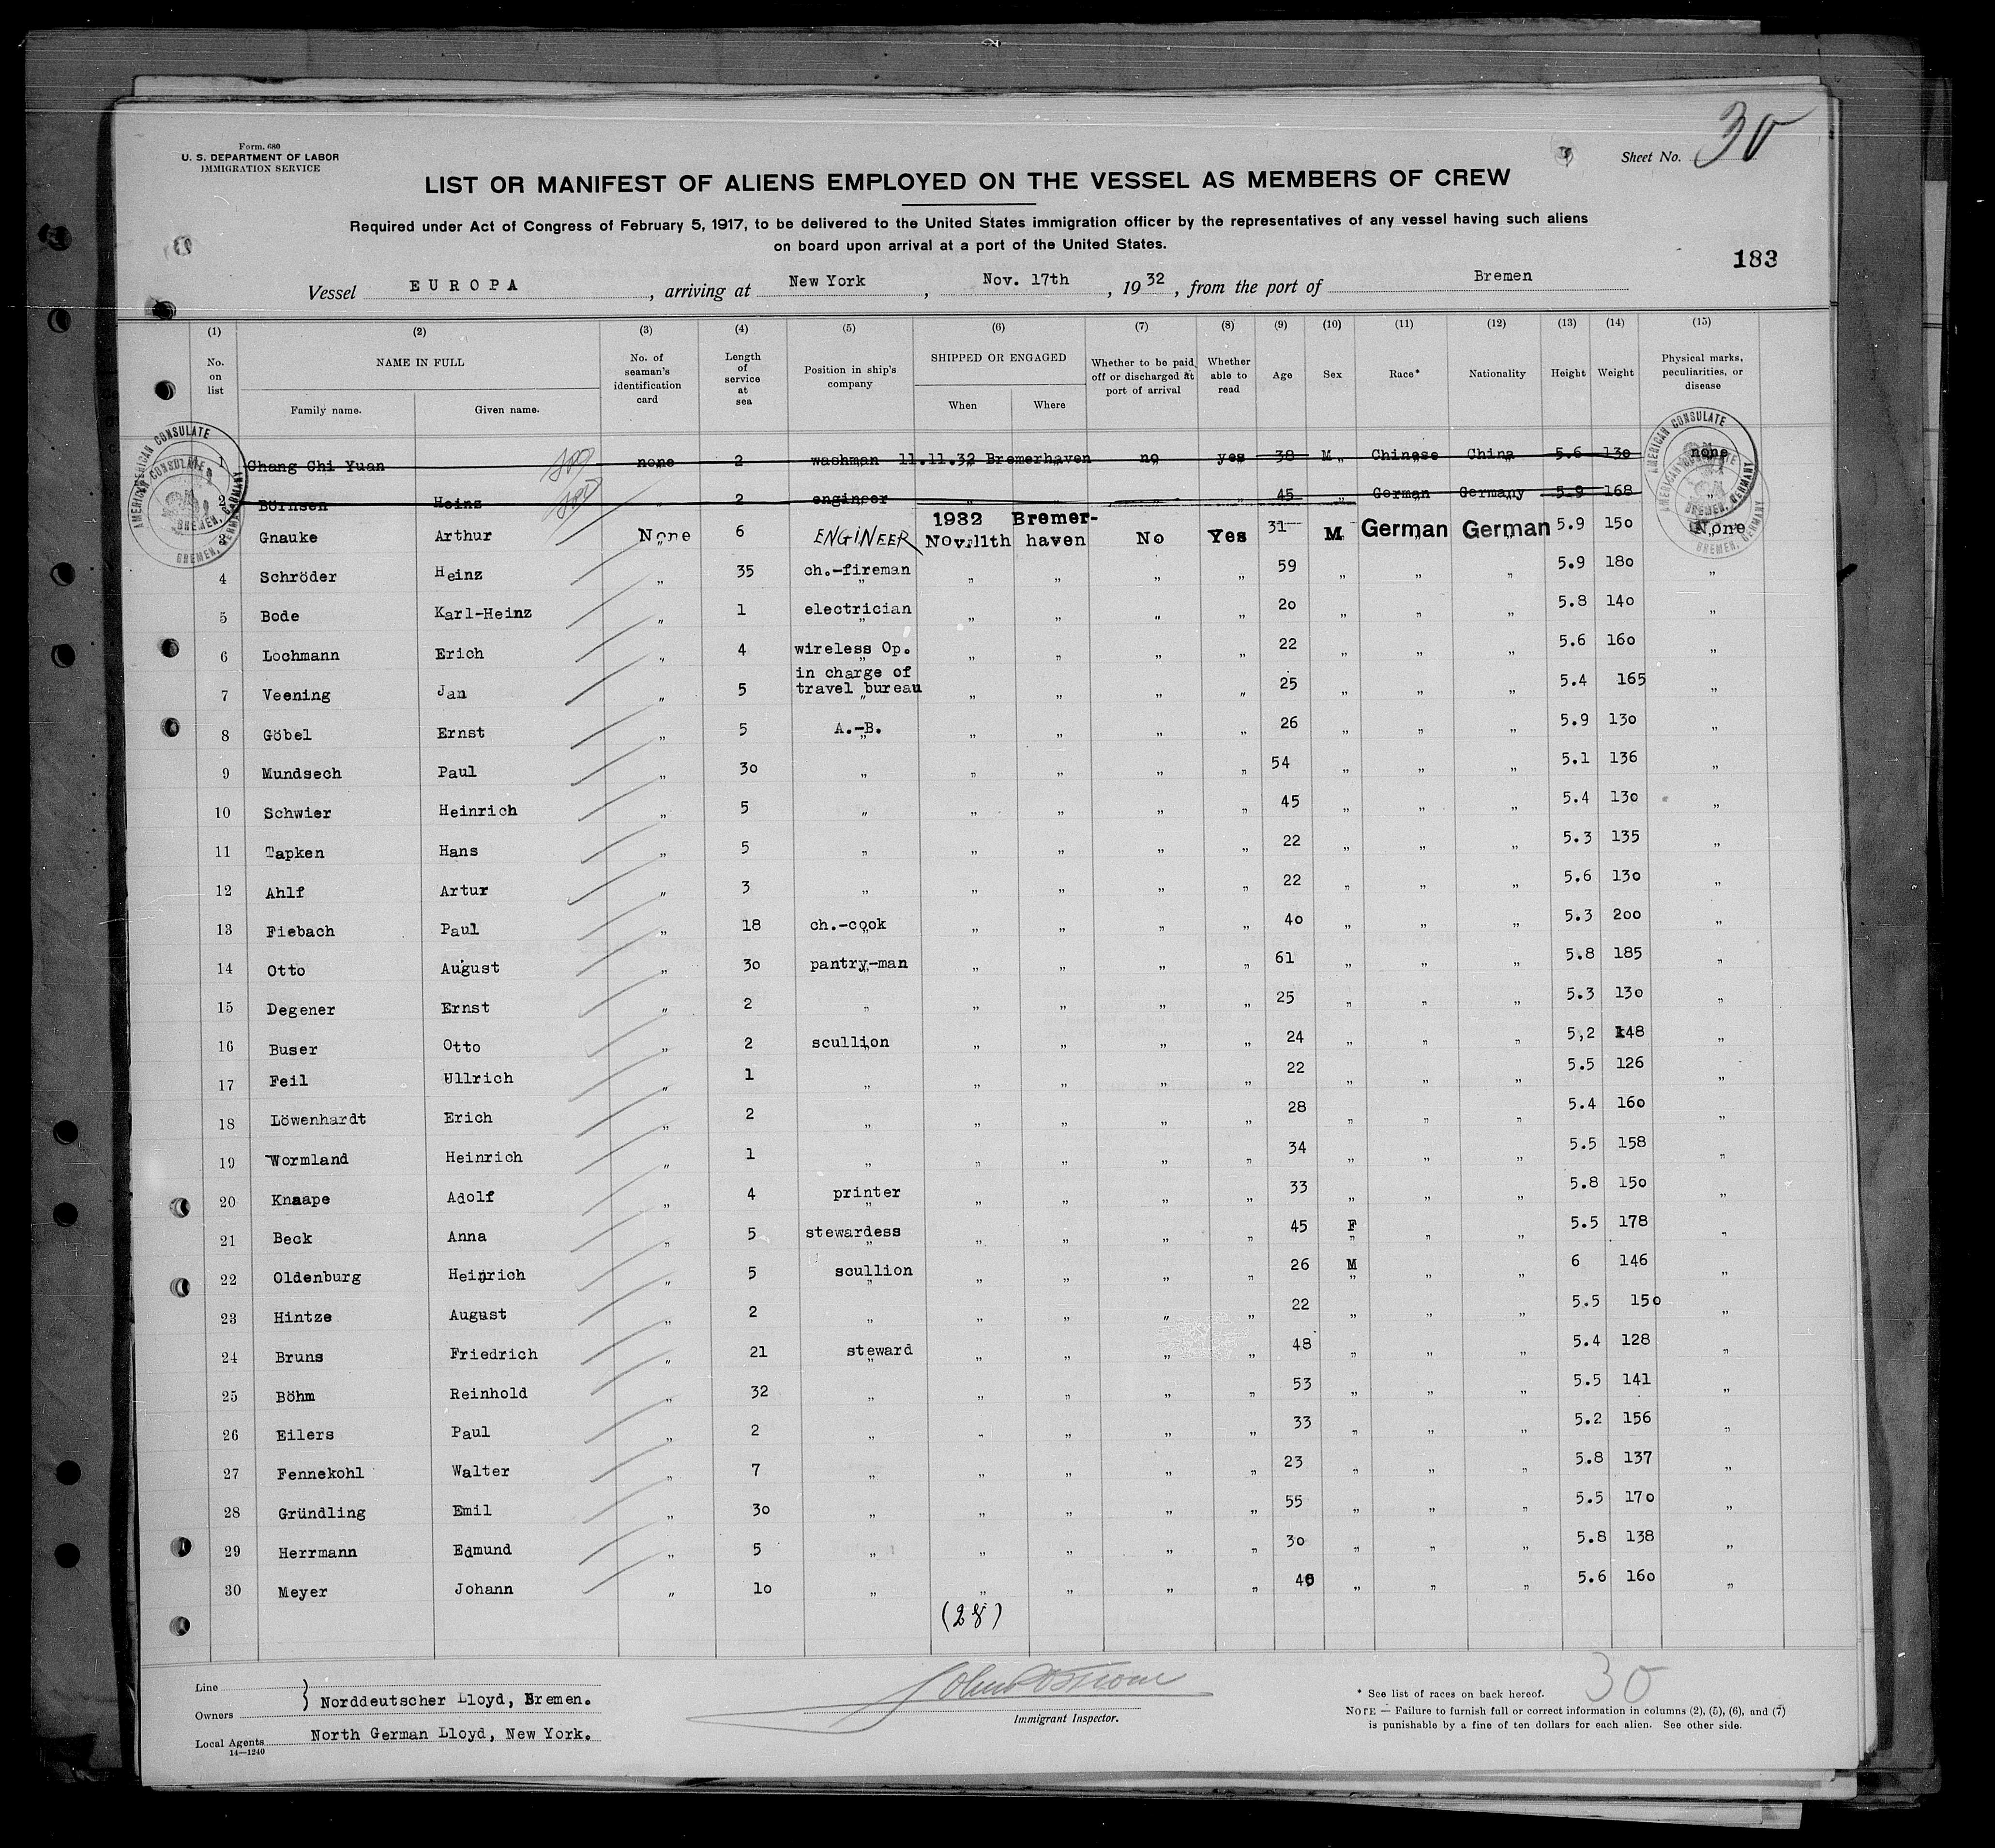 Form. 680
U. S. DEPARTMENT OF LABOR
IMMIGRATION SERVICE
Sheet No. 30
LIST OR MANIFEST OF ALIENS EMPLOYED ON THE VESSEL AS MEMBERS OF CREW
Required under Act of Congress of February 5, 1917, to be delivered to the United States immigration officer by the representatives of any vessel having such aliens
on board upon arrival at a port of the United States.
183
Vessel EUROPA, arriving at New York, Nov. 17th, 1932, from the port of Bremen
(1) (2) (3) (4) (5) (6) (7) (8) (9) (10) (11) (12) (13) (14) (15)
No. on list NAME IN FULL Family name. Given name. No. of seaman's identification card Length of service at sea Position in ship's company SHIPPED OR ENGAGED When Where Whether to be paid off or discharged at port of arrival Whether able to read Age Sex Race* Nationality Height Weight Physical marks, peculiarities, or disease
AMERICAN CONSULATE BREMEN, GERMANY
AMERICAN CONSULATE BREMEN, GERMANY
1 Chang Chi Yuan none 2 washman 11.11.32 Bremerhaven no yes 38 M „ Chinese China 5.6 130 none
2 Börnsen Heinz 2 engineer „ „ „ „ 45 „ German Germany 5.9 168 „
3 Gnauke Arthur None 6 ENGINEER 1932 Nov. 11th Bremerhaven No Yes 31 M German German 5.9 150 None
4 Schröder Heinz „ 35 ch.-fireman „ „ „ „ 59 „ „ „ 5.9 180 „
5 Bode Karl-Heinz „ 1 electrician „ „ „ „ 20 „ „ „ 5.8 140 „
6 Lochmann Erich „ 4 wireless Op. „ „ „ „ 22 „ „ „ 5.6 160 „
7 Veening Jan „ 5 in charge of travel bureau „ „ „ „ 25 „ „ „ 5.4 165 „
8 Göbel Ernst „ 5 A.-B. „ „ „ „ 26 „ „ „ 5.9 130 „
9 Mundsech Paul „ 30 „ „ „ „ „ 54 „ „ „ 5.1 136 „
10 Schwier Heinrich „ 5 „ „ „ „ „ 45 „ „ „ 5.4 130 „
11 Tapken Hans „ 5 „ „ „ „ „ 22 „ „ „ 5.3 135 „
12 Ahlf Artur „ 3 „ „ „ „ „ 22 „ „ „ 5.6 130 „
13 Fiebach Paul „ 18 ch.-cook „ „ „ „ 40 „ „ „ 5.3 200 „
14 Otto August „ 30 pantry-man „ „ „ „ 61 „ „ „ 5.8 185 „
15 Degener Ernst „ 2 „ „ „ „ „ 25 „ „ „ 5.3 130 „
16 Buser Otto „ 2 scullion „ „ „ „ 24 „ „ „ 5,2 148 „
17 Feil Ullrich „ 1 „ „ „ „ „ 22 „ „ „ 5.5 126 „
18 Löwenhardt Erich „ 2 „ „ „ „ „ 28 „ „ „ 5.4 160 „
19 Wormland Heinrich „ 1 „ „ „ „ „ 34 „ „ „ 5.5 158 „
20 Knaape Adolf „ 4 printer „ „ „ „ 33 „ „ „ 5.8 150 „
21 Beck Anna „ 5 stewardess „ „ „ „ 45 F „ „ 5.5 178 „
22 Oldenburg Heinrich „ 5 scullion „ „ „ „ 26 M „ „ 6 146 „
23 Hintze August „ 2 „ „ „ „ „ 22 „ „ „ 5.5 150 „
24 Bruns Friedrich „ 21 steward „ „ „ „ 48 „ „ „ 5.4 128 „
25 Böhm Reinhold „ 32 „ „ „ „ „ 53 „ „ „ 5.5 141 „
26 Eilers Paul „ 2 „ „ „ „ „ 33 „ „ „ 5.2 156 „
27 Fennekohl Walter „ 7 „ „ „ „ „ 23 „ „ „ 5.8 137 „
28 Gründling Emil „ 30 „ „ „ „ „ 55 „ „ „ 5.5 170 „
29 Herrmann Edmund „ 5 „ „ „ „ „ 30 „ „ „ 5.8 138 „
30 Meyer Johann „ 10 „ „ „ „ „ „ „ „ 5.6 160 „
(28)
Line
Owners } Norddeutscher Lloyd, Bremen.
Local Agents North German Lloyd, New York.
14—1240
Immigrant Inspector.
30
* See list of races on back hereof.
NOTE — Failure to furnish full or correct information in columns (2), (5), (6), and (7)
is punishable by a fine of ten dollars for each alien. See other side.